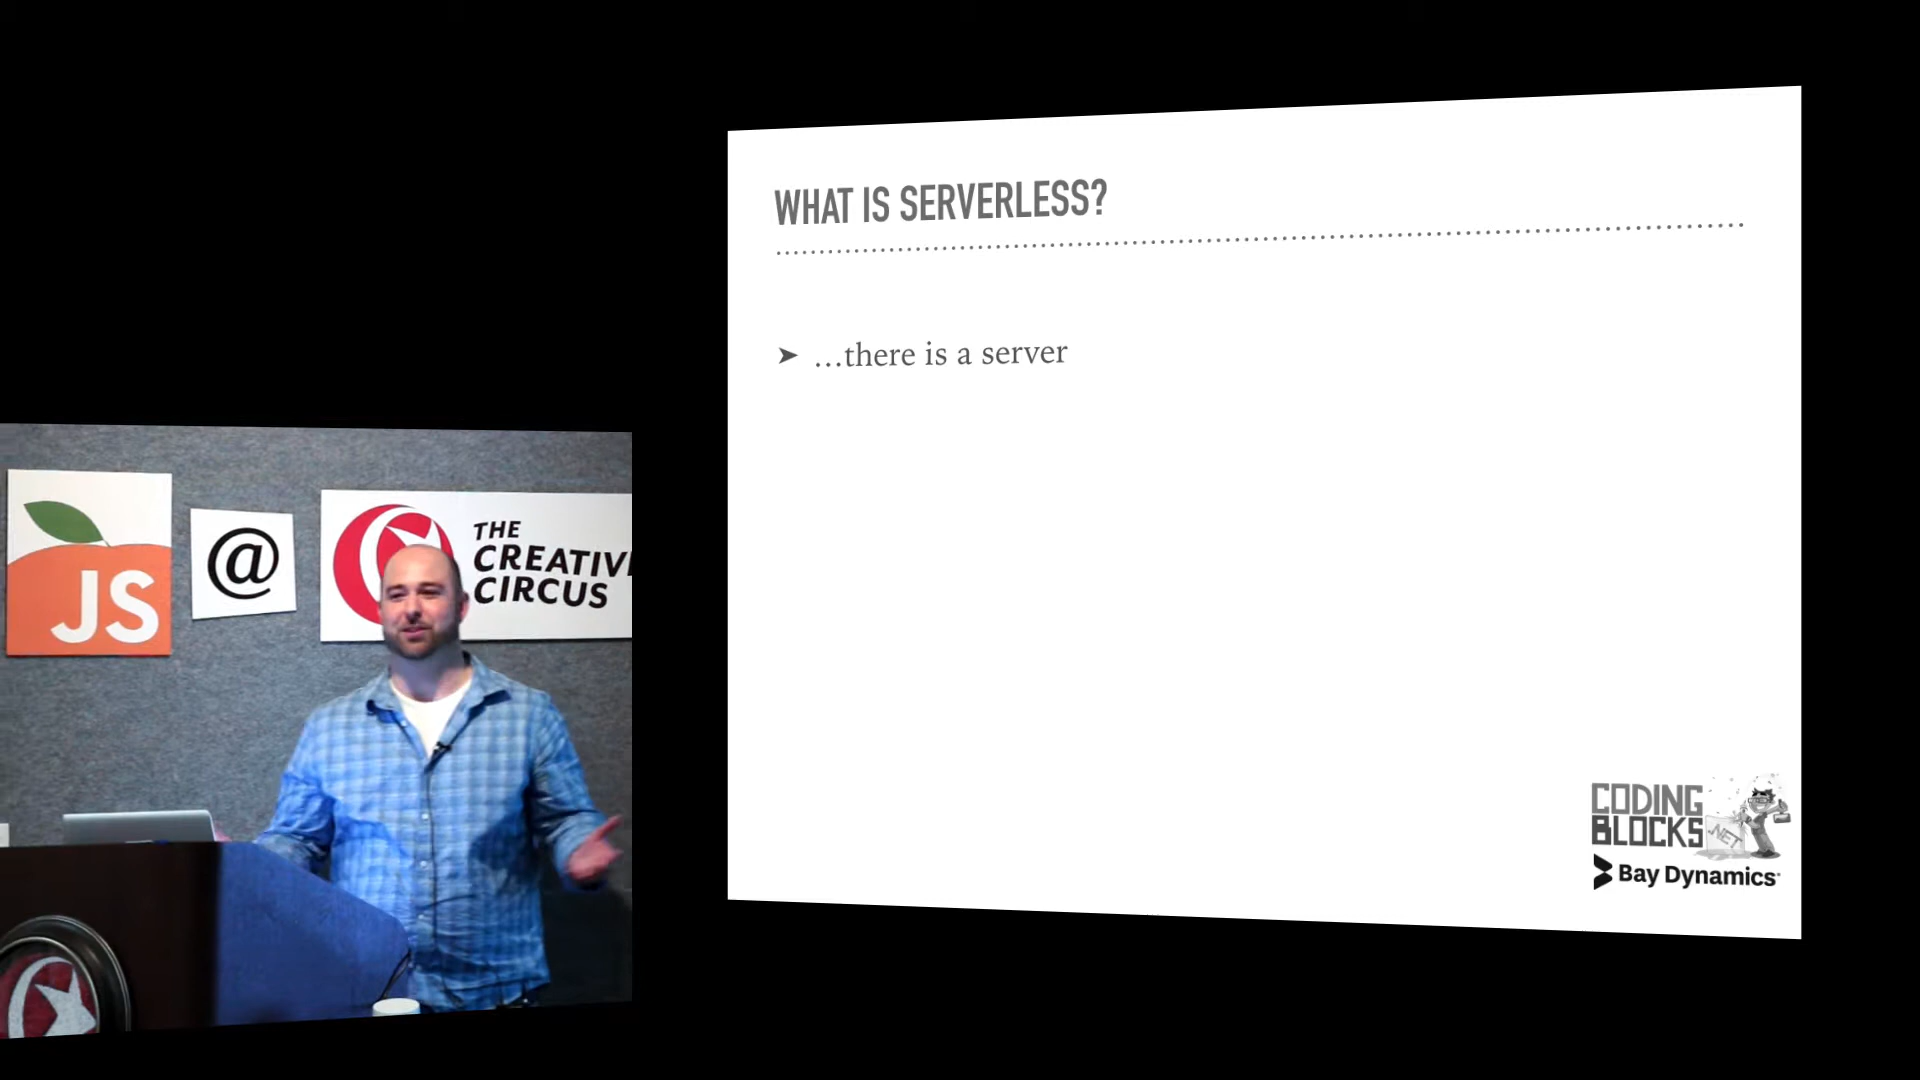 WHAT IS SERVERLESS?
➤ …there is a server
JS
@
THE
CREATIV
CIRCUS
CODING
BLOCKS
.NET
Bay Dynamics